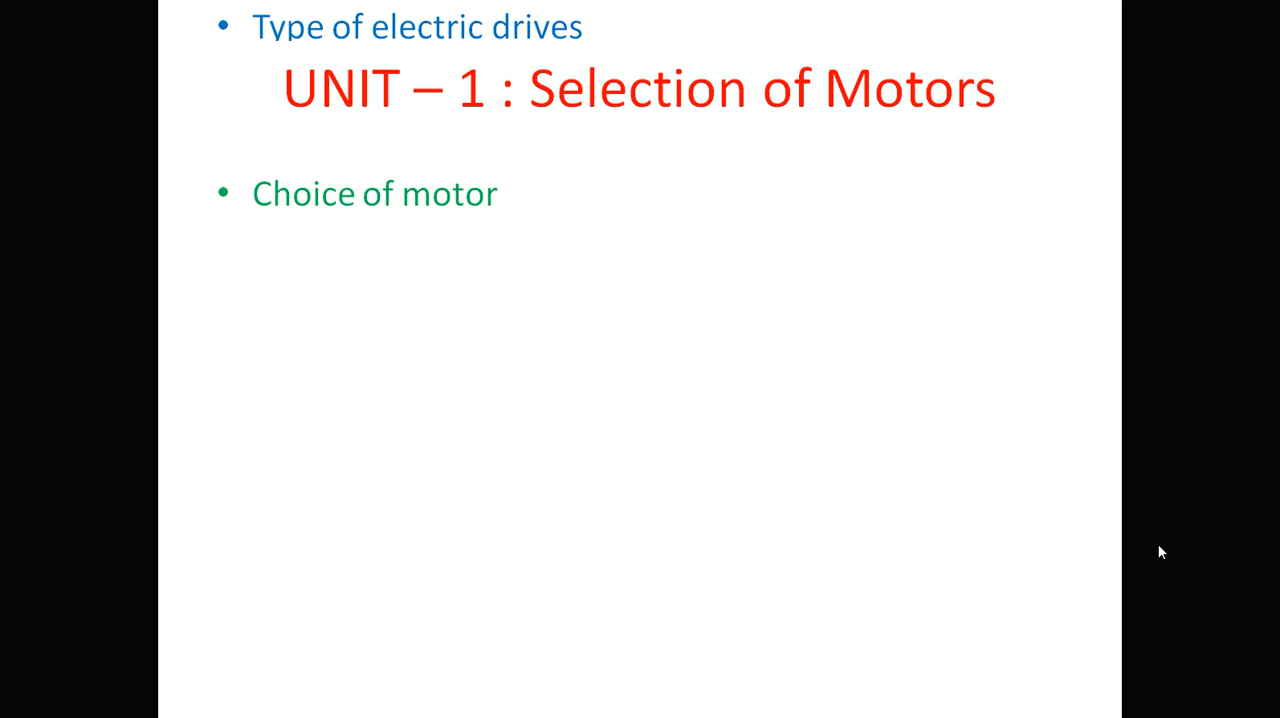 • Type of electric drives
UNIT – 1 : Selection of Motors
• Choice of motor